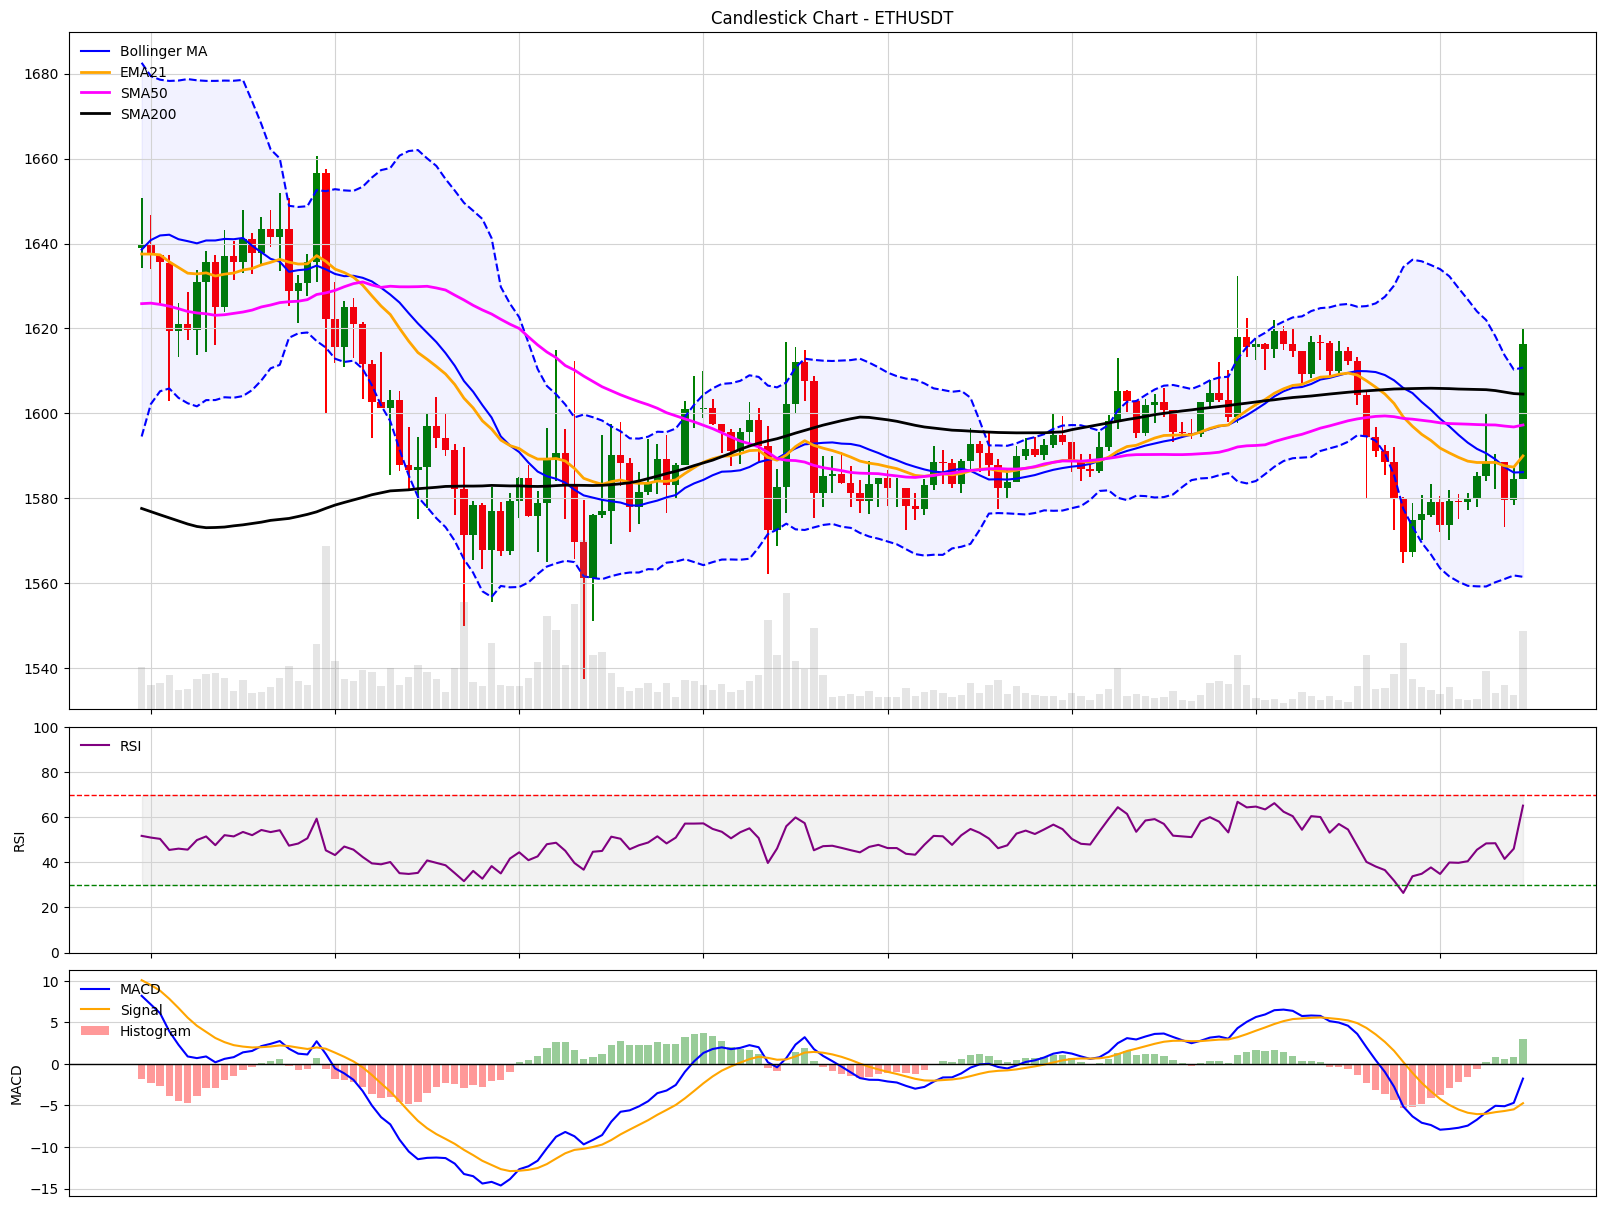 Candlestick Chart - ETHUSDT
Bollinger MA
EMA21
SMA50
SMA200
1680
1660
1640
1620
1600
1580
1560
1540
RSI
100
80
60
40
20
0
RSI
MACD
Signal
Histogram
10
5
0
−5
−10
−15
MACD